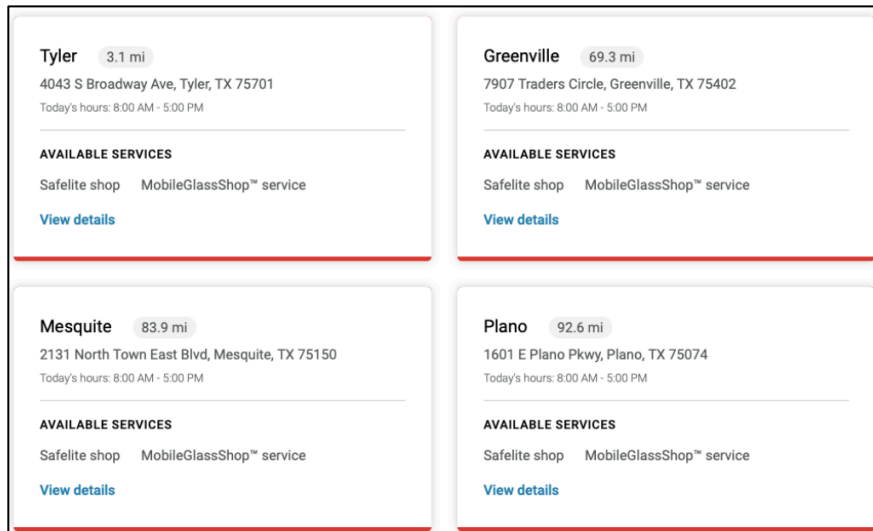 Tyler 3.1 mi
4043 S Broadway Ave, Tyler, TX 75701
Today's hours: 8:00 AM - 5:00 PM
AVAILABLE SERVICES
Safelite shop MobileGlassShop™ service
View details
Greenville 69.3 mi
7907 Traders Circle, Greenville, TX 75402
Today's hours: 8:00 AM - 5:00 PM
AVAILABLE SERVICES
Safelite shop MobileGlassShop™ service
View details
Mesquite 83.9 mi
2131 North Town East Blvd, Mesquite, TX 75150
Today's hours: 8:00 AM - 5:00 PM
AVAILABLE SERVICES
Safelite shop MobileGlassShop™ service
View details
Plano 92.6 mi
1601 E Plano Pkwy, Plano, TX 75074
Today's hours: 8:00 AM - 5:00 PM
AVAILABLE SERVICES
Safelite shop MobileGlassShop™ service
View details